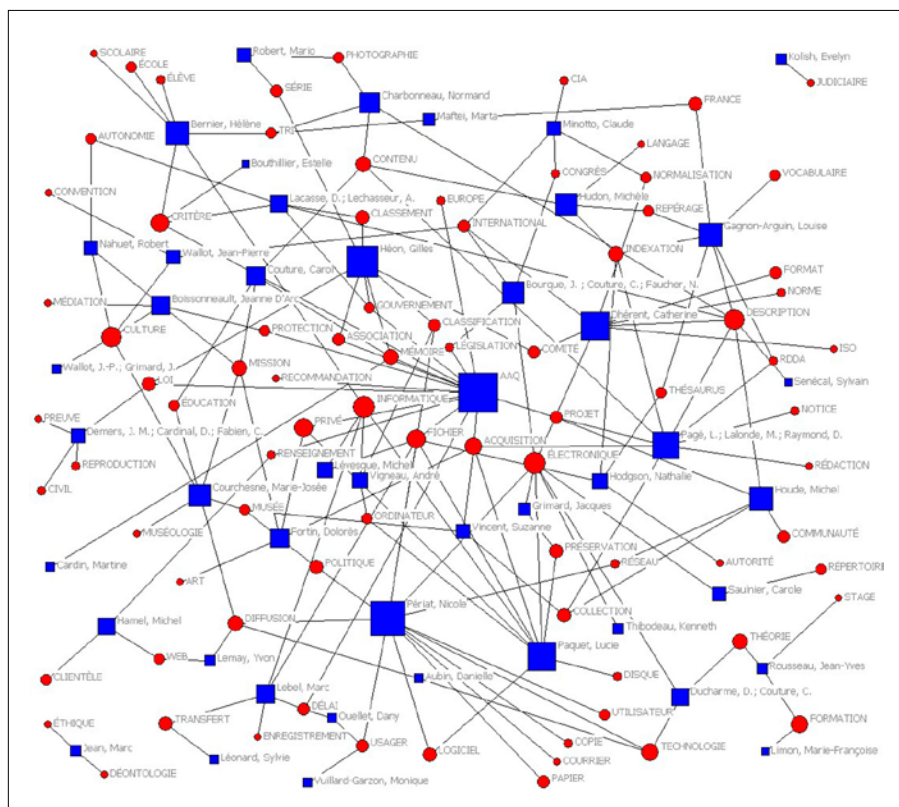 SCOLAIRE
ÉCOLE
ÉLÈVE
Robert, Mario
PHOTOGRAPHIE
Kolish, Evelyn
JUDICIAIRE
CIA
SÉRIE
Charbonneau, Normand
FRANCE
Maftei, Marta
Minotto, Claude
Bernier, Hélène
TRI
AUTONOMIE
LANGAGE
Bouthillier, Estelle
CONTENU
CONGRÈS
NORMALISATION
VOCABULAIRE
CONVENTION
Lacasse, D.; Lechasseur, A.
EUROPE
Hudon, Michèle
REPÉRAGE
CRITÈRE
CLASSEMENT
INTERNATIONAL
Gagnon-Arguin, Louise
Nahuet, Robert
Wallot, Jean-Pierre
Héon, Gilles
INDEXATION
Couture, Carol
FORMAT
Bourque, J. ; Couture, C.; Faucher, N.
NORME
MÉDIATION
Boissonneault, Jeanne D'Arc
GOUVERNEMENT
Dhérent, Catherine
DESCRIPTION
CULTURE
PROTECTION
ASSOCIATION
CLASSIFICATION
LÉGISLATION
COMITÉ
ISO
MÉMOIRE
RDDA
Wallot, J.-P.; Grimard, J.
MISSION
RECOMMANDATION
LOI
AAQ
THÉSAURUS
Sénécal, Sylvain
ÉDUCATION
INFORMATIQUE
PREUVE
PRIVÉ
PROJET
NOTICE
Demers, J. M.; Cardinal, D.; Fabien, C.
FICHIER
ACQUISITION
Pagé, L.; Lalonde, M.; Raymond, D.
RENSEIGNEMENT
REPRODUCTION
Lévesque, Michel
ÉLECTRONIQUE
RÉDACTION
Vigneau, André
Hodgson, Nathalie
CIVIL
Courchesne, Marie-Josée
Houde, Michel
MUSÉE
Grimard, Jacques
ORDINATEUR
MUSÉOLOGIE
Fortin, Dolorès
Vincent, Suzanne
COMMUNAUTÉ
PRÉSERVATION
Cardin, Martine
POLITIQUE
RÉSEAU
AUTORITÉ
RÉPERTOIRE
ART
Saulnier, Carole
STAGE
Hamel, Michel
DIFFUSION
Périat, Nicole
COLLECTION
Thibodeau, Kenneth
THÉORIE
WEB
Lemay, Yvon
Paquet, Lucie
Rousseau, Jean-Yves
CLIENTÈLE
Aubin, Danielle
DISQUE
Lebel, Marc
Ducharme, D.; Couture, C.
DÉLAI
Ouellet, Dany
UTILISATEUR
TRANSFERT
FORMATION
ÉTHIQUE
ENREGISTREMENT
USAGER
COPIE
Jean, Marc
Léonard, Sylvie
LOGICIEL
COURRIER
TECHNOLOGIE
Limon, Marie-Françoise
DÉONTOLOGIE
Vuillard-Garzon, Monique
PAPIER